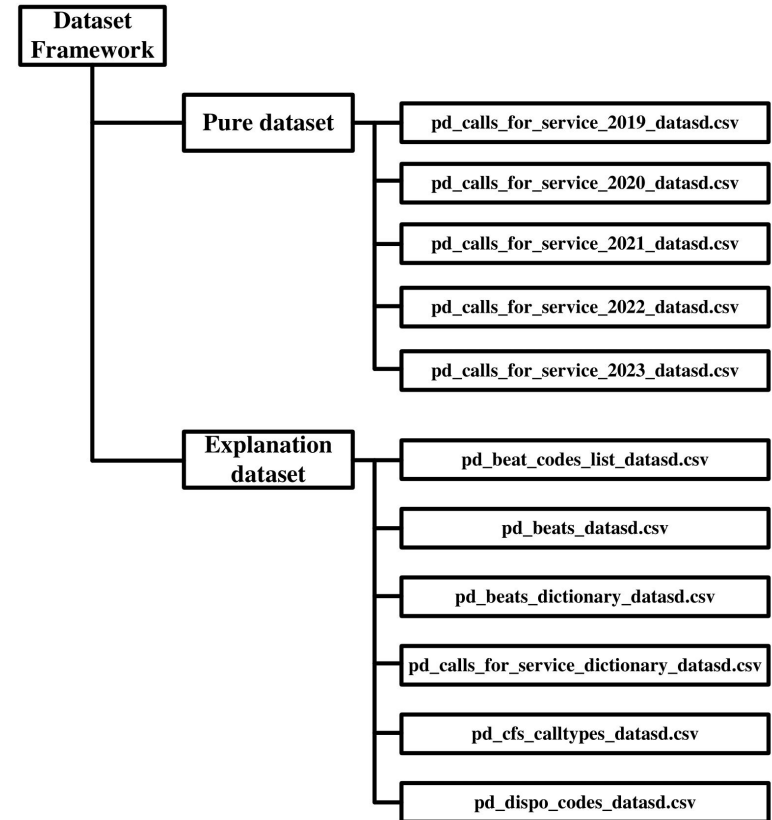 Dataset
Framework
Pure dataset
pd_calls_for_service_2019_datasd.csv
pd_calls_for_service_2020_datasd.csv
pd_calls_for_service_2021_datasd.csv
pd_calls_for_service_2022_datasd.csv
pd_calls_for_service_2023_datasd.csv
Explanation
dataset
pd_beat_codes_list_datasd.csv
pd_beats_datasd.csv
pd_beats_dictionary_datasd.csv
pd_calls_for_service_dictionary_datasd.csv
pd_cfs_calltypes_datasd.csv
pd_dispo_codes_datasd.csv